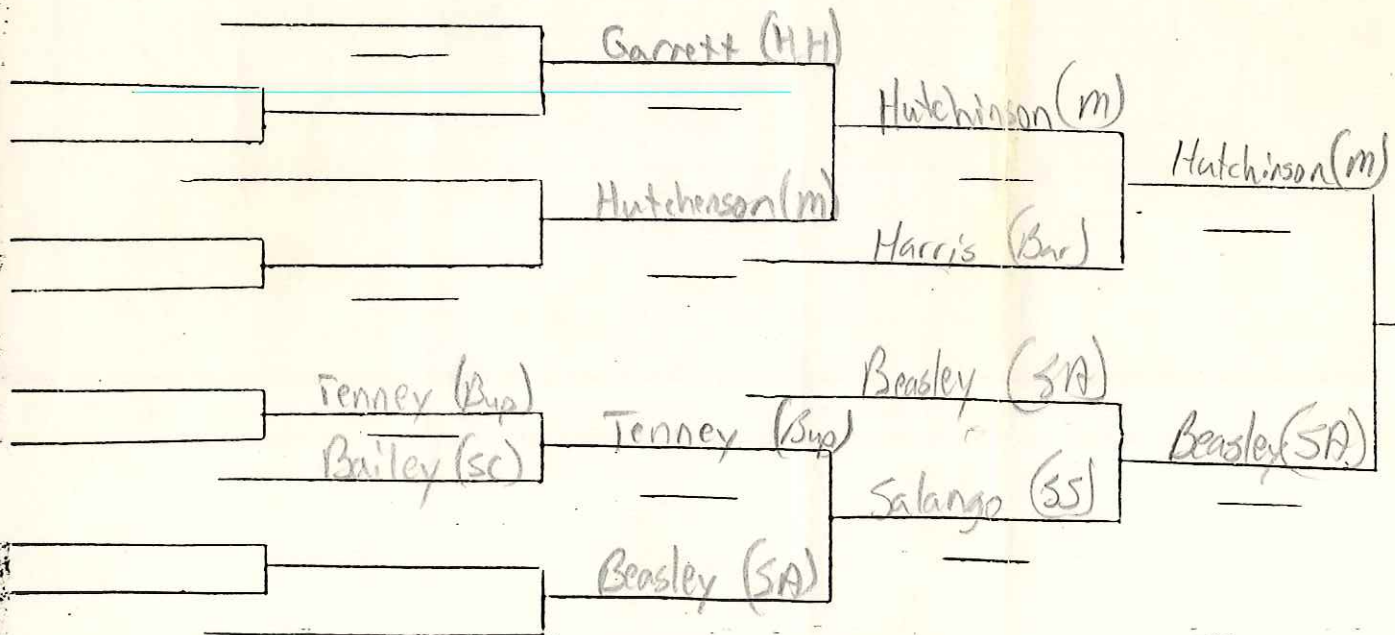 Garrett (HH)
Hutchinson (m)
Hutchinson (m)
Hutchenson (m)
Harris (Bar)
Tenney (Bup)
Beasley (SA)
Bailey (SC)
Tenney (Bup)
Beasley (SA)
Salango (SS)
Beasley (SA)